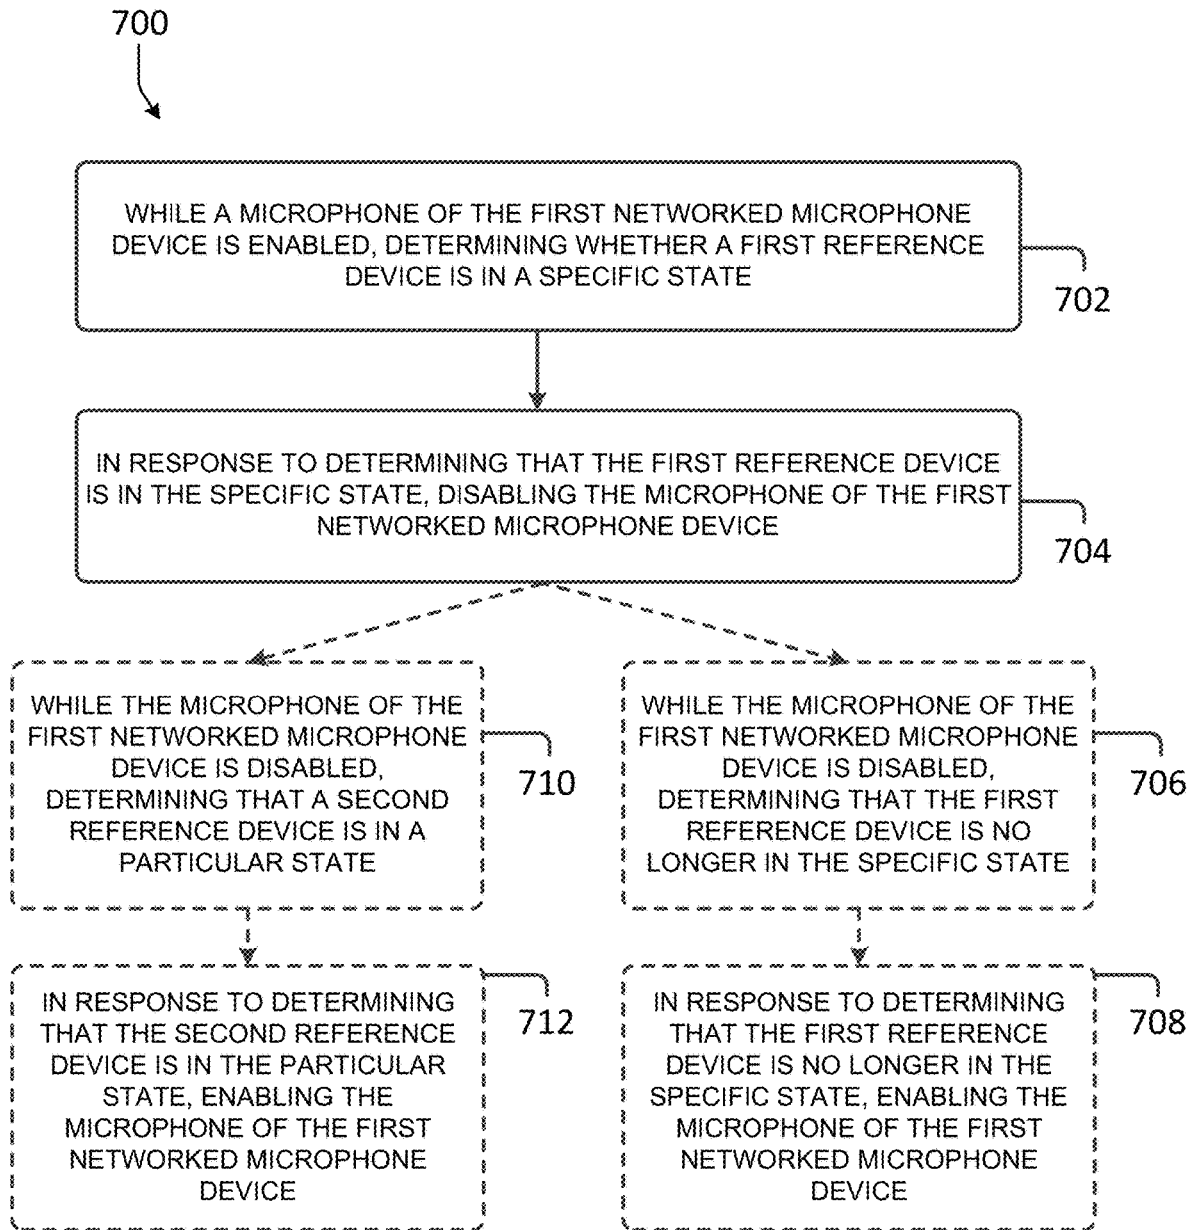 700
WHILE A MICROPHONE OF THE FIRST NETWORKED MICROPHONE
DEVICE IS ENABLED, DETERMINING WHETHER A FIRST REFERENCE
DEVICE IS IN A SPECIFIC STATE
702
IN RESPONSE TO DETERMINING THAT THE FIRST REFERENCE DEVICE
IS IN THE SPECIFIC STATE, DISABLING THE MICROPHONE OF THE FIRST
NETWORKED MICROPHONE DEVICE
704
WHILE THE MICROPHONE OF THE
FIRST NETWORKED MICROPHONE
DEVICE IS DISABLED,
DETERMINING THAT A SECOND
REFERENCE DEVICE IS IN A
PARTICULAR STATE
710
WHILE THE MICROPHONE OF THE
FIRST NETWORKED MICROPHONE
DEVICE IS DISABLED,
DETERMINING THAT THE FIRST
REFERENCE DEVICE IS NO
LONGER IN THE SPECIFIC STATE
706
IN RESPONSE TO DETERMINING
THAT THE SECOND REFERENCE
DEVICE IS IN THE PARTICULAR
STATE, ENABLING THE
MICROPHONE OF THE FIRST
NETWORKED MICROPHONE
DEVICE
712
IN RESPONSE TO DETERMINING
THAT THE FIRST REFERENCE
DEVICE IS NO LONGER IN THE
SPECIFIC STATE, ENABLING THE
MICROPHONE OF THE FIRST
NETWORKED MICROPHONE
DEVICE
708